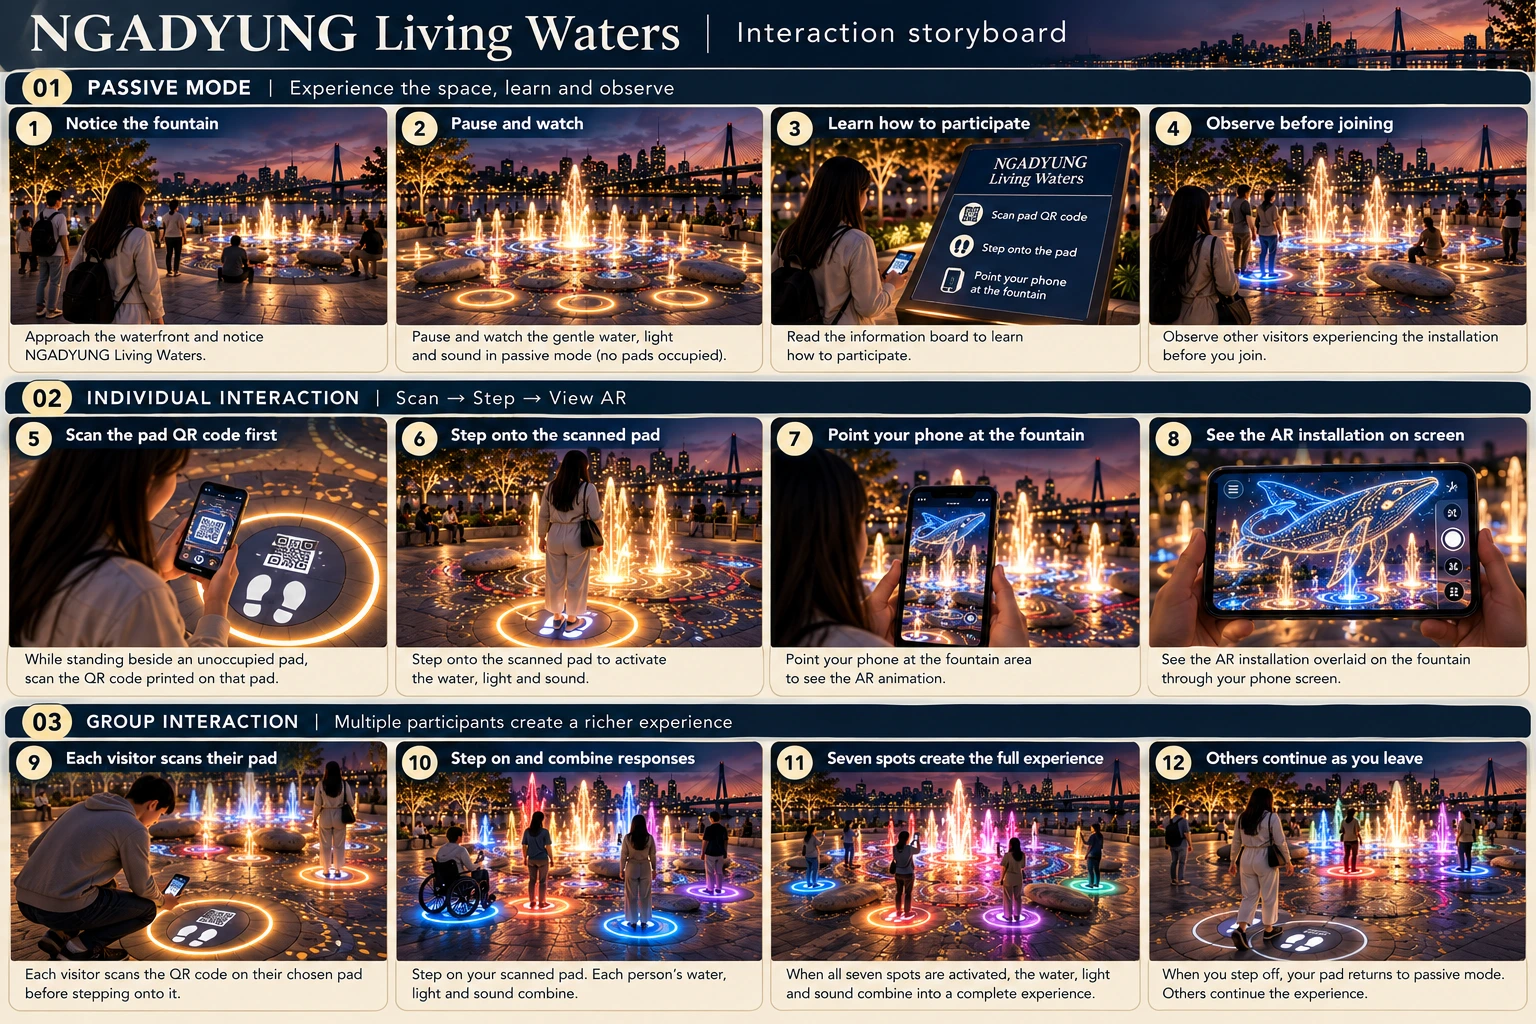 NGADYUNG Living Waters | Interaction storyboard
01 PASSIVE MODE | Experience the space, learn and observe
1 Notice the fountain
Approach the waterfront and notice
NGADYUNG Living Waters.
2 Pause and watch
Pause and watch the gentle water, light
and sound in passive mode (no pads occupied).
3 Learn how to participate
NGADYUNG
Living Waters
Scan pad QR code
Step onto the pad
Point your phone
at the fountain
Read the information board to learn
how to participate.
4 Observe before joining
Observe other visitors experiencing the installation
before you join.
02 INDIVIDUAL INTERACTION | Scan → Step → View AR
5 Scan the pad QR code first
While standing beside an unoccupied pad,
scan the QR code printed on that pad.
6 Step onto the scanned pad
Step onto the scanned pad to activate
the water, light and sound.
7 Point your phone at the fountain
Point your phone at the fountain area
to see the AR animation.
8 See the AR installation on screen
See the AR installation overlaid on the fountain
through your phone screen.
03 GROUP INTERACTION | Multiple participants create a richer experience
9 Each visitor scans their pad
Each visitor scans the QR code on their chosen pad
before stepping onto it.
10 Step on and combine responses
Step on your scanned pad. Each person's water,
light and sound combine.
11 Seven spots create the full experience
When all seven spots are activated, the water, light
and sound combine into a complete experience.
12 Others continue as you leave
When you step off, your pad returns to passive mode.
Others continue the experience.